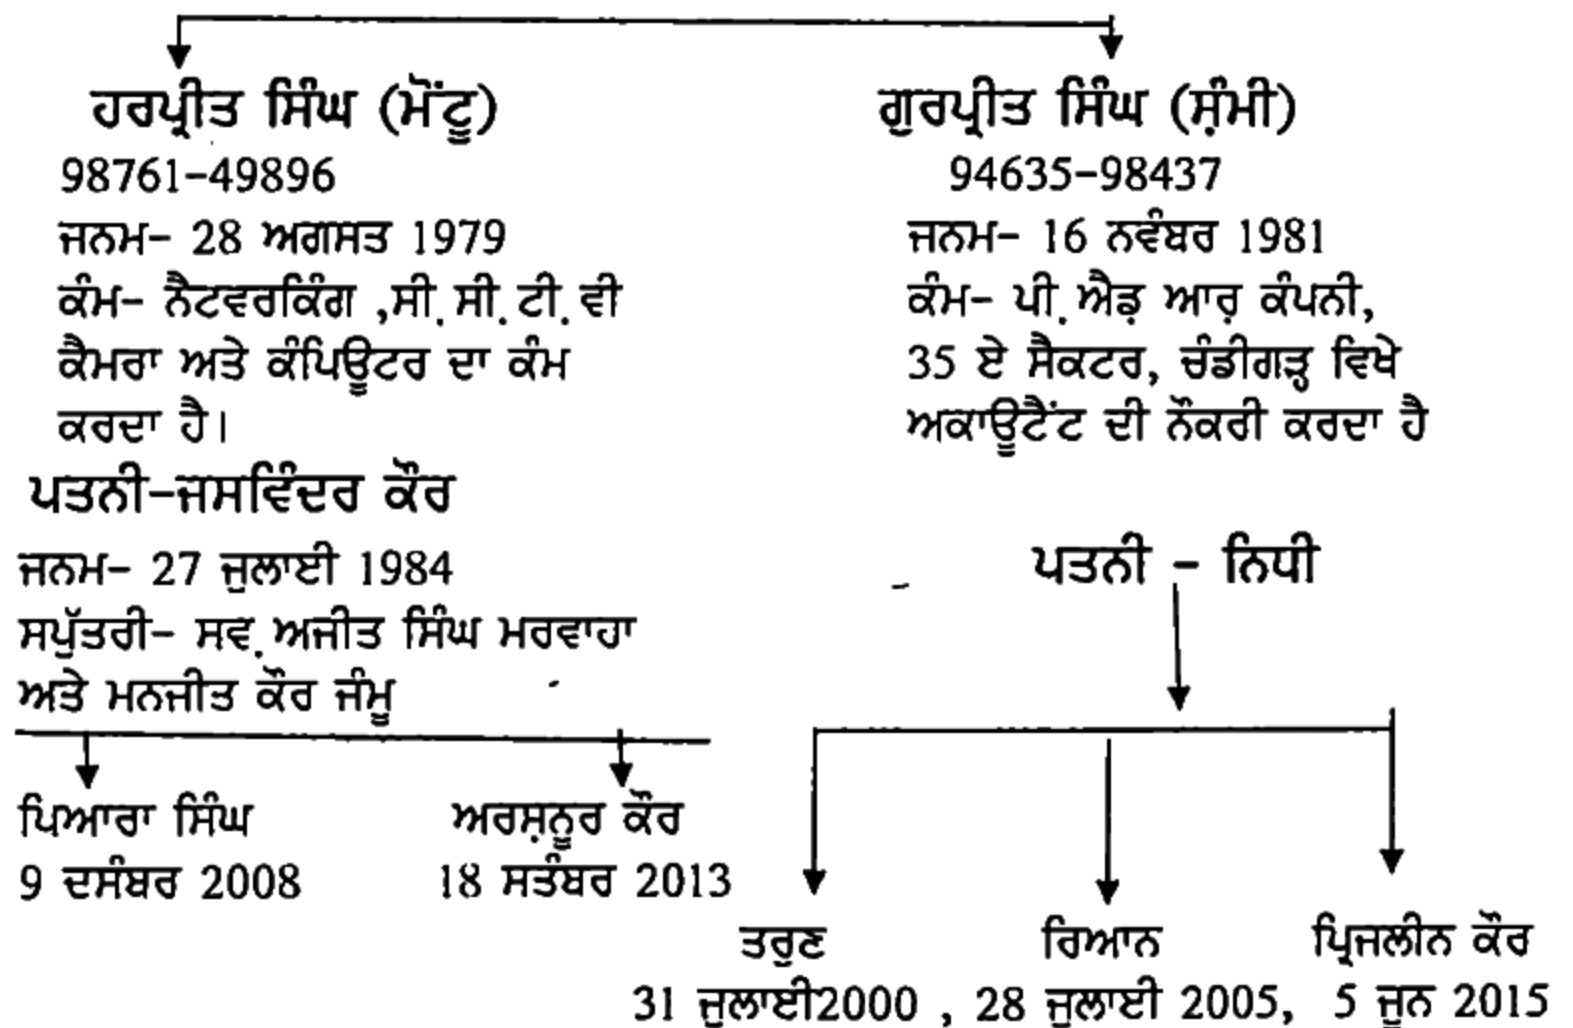 ਹਰਪ੍ਰੀਤ ਸਿੰਘ (ਮੋਂਟੂ)
98761-49896
ਜਨਮ- 28 ਅਗਸਤ 1979
ਕੰਮ- ਨੈਟਵਰਕਿੰਗ ,ਸੀ.ਸੀ.ਟੀ.ਵੀ
ਕੈਮਰਾ ਅਤੇ ਕੰਪਿਊਟਰ ਦਾ ਕੰਮ
ਕਰਦਾ ਹੈ।
ਪਤਨੀ-ਜਸਵਿੰਦਰ ਕੌਰ
ਜਨਮ- 27 ਜੁਲਾਈ 1984
ਸਪੁੱਤਰੀ- ਸਵ.ਅਜੀਤ ਸਿੰਘ ਮਰਵਾਹਾ
ਅਤੇ ਮਨਜੀਤ ਕੌਰ ਜੰਮੂ
ਪਿਆਰਾ ਸਿੰਘ
9 ਦਸੰਬਰ 2008
ਅਰਸ਼ਨੂਰ ਕੌਰ
18 ਸਤੰਬਰ 2013
ਗੁਰਪ੍ਰੀਤ ਸਿੰਘ (ਸ਼ੰਮੀ)
94635-98437
ਜਨਮ- 16 ਨਵੰਬਰ 1981
ਕੰਮ- ਪੀ.ਐਡ਼ ਆਰ਼ ਕੰਪਨੀ,
35 ਏ ਸੈਕਟਰ, ਚੰਡੀਗੜ੍ਹ ਵਿਖੇ
ਅਕਾਊਟੈਂਟ ਦੀ ਨੌਕਰੀ ਕਰਦਾ ਹੈ
ਪਤਨੀ - ਨਿਧੀ
ਤਰੁਣ
ਰਿਆਨ
ਪ੍ਰਿਜਲੀਨ ਕੌਰ
31 ਜੁਲਾਈ2000 , 28 ਜੁਲਾਈ 2005, 5 ਜੂਨ 2015